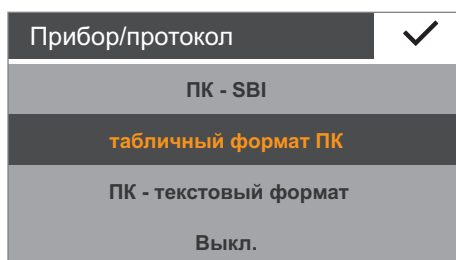 Прибор/протокол
ПК - SBI
табличный формат ПК
ПК - текстовый формат
Выкл.